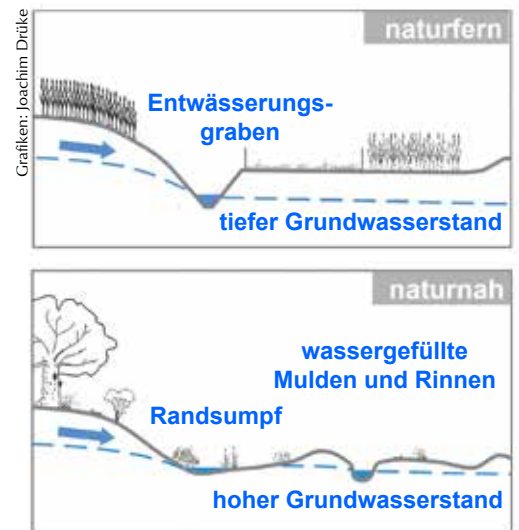 Grafiken: Joachim Drüke
naturfern
Entwässerungs-
graben
tiefer Grundwasserstand
naturnah
wassergefüllte
Mulden und Rinnen
Randsumpf
hoher Grundwasserstand